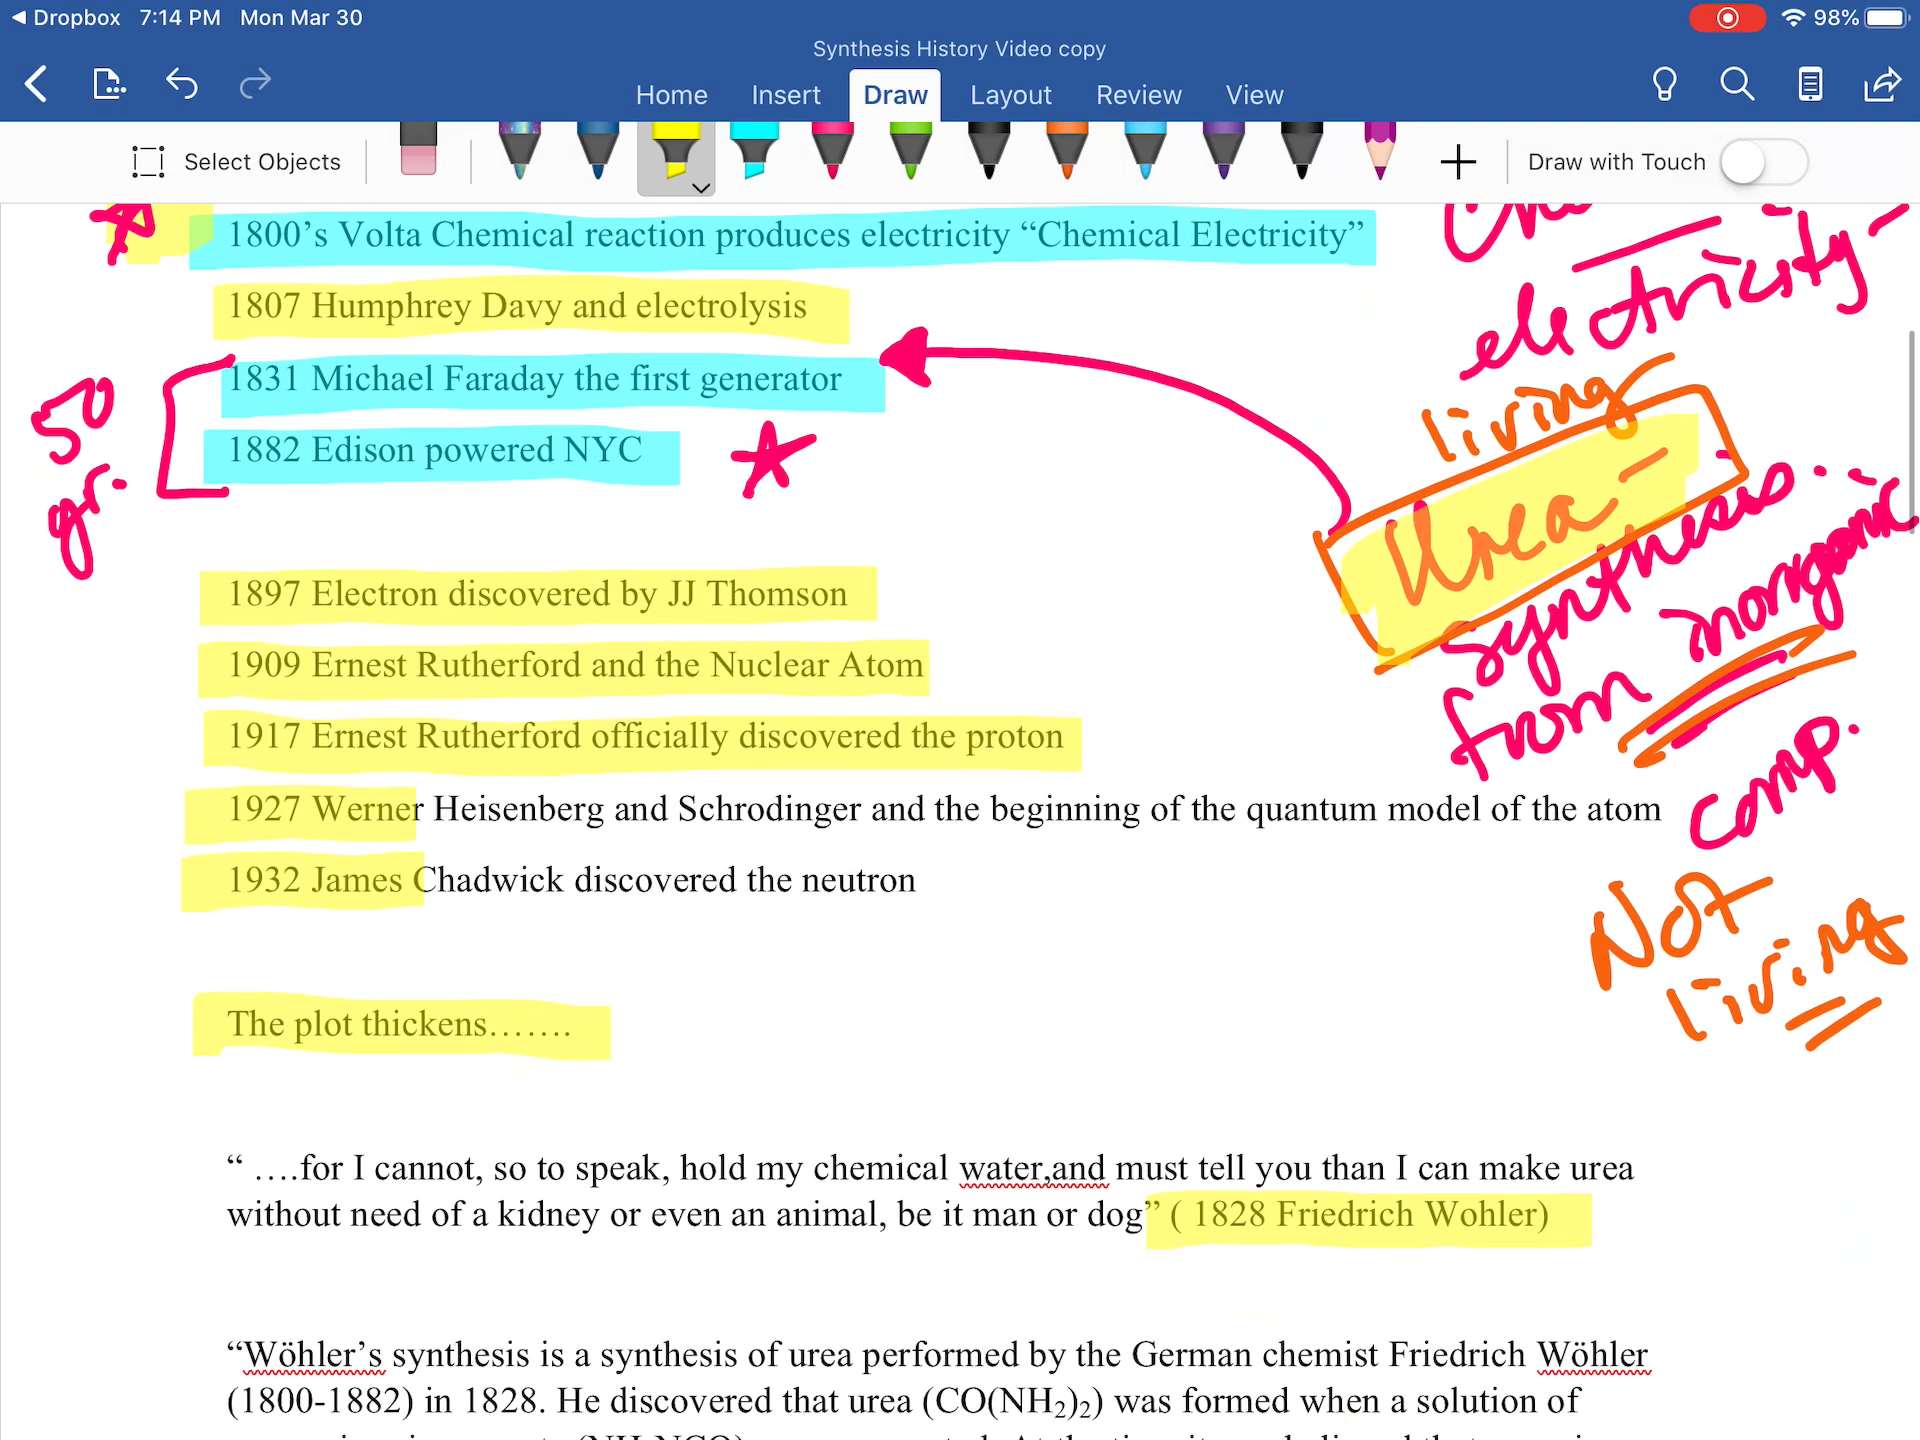 Dropbox 7:14 PM Mon Mar 30 98%
Synthesis History Video copy
Home Insert Draw Layout Review View
Select Objects Draw with Touch
1800’s Volta Chemical reaction produces electricity “Chemical Electricity”
electricity-
1807 Humphrey Davy and electrolysis
1831 Michael Faraday the first generator
1882 Edison powered NYC
50
gr.
living
Urea -
synthesis..
from inorganic
comp.
Not
living
1897 Electron discovered by JJ Thomson
1909 Ernest Rutherford and the Nuclear Atom
1917 Ernest Rutherford officially discovered the proton
1927 Werner Heisenberg and Schrodinger and the beginning of the quantum model of the atom
1932 James Chadwick discovered the neutron
The plot thickens…….
“ ….for I cannot, so to speak, hold my chemical water,and must tell you than I can make urea
without need of a kidney or even an animal, be it man or dog” ( 1828 Friedrich Wohler)
“Wöhler’s synthesis is a synthesis of urea performed by the German chemist Friedrich Wöhler
(1800-1882) in 1828. He discovered that urea (CO(NH₂)₂) was formed when a solution of